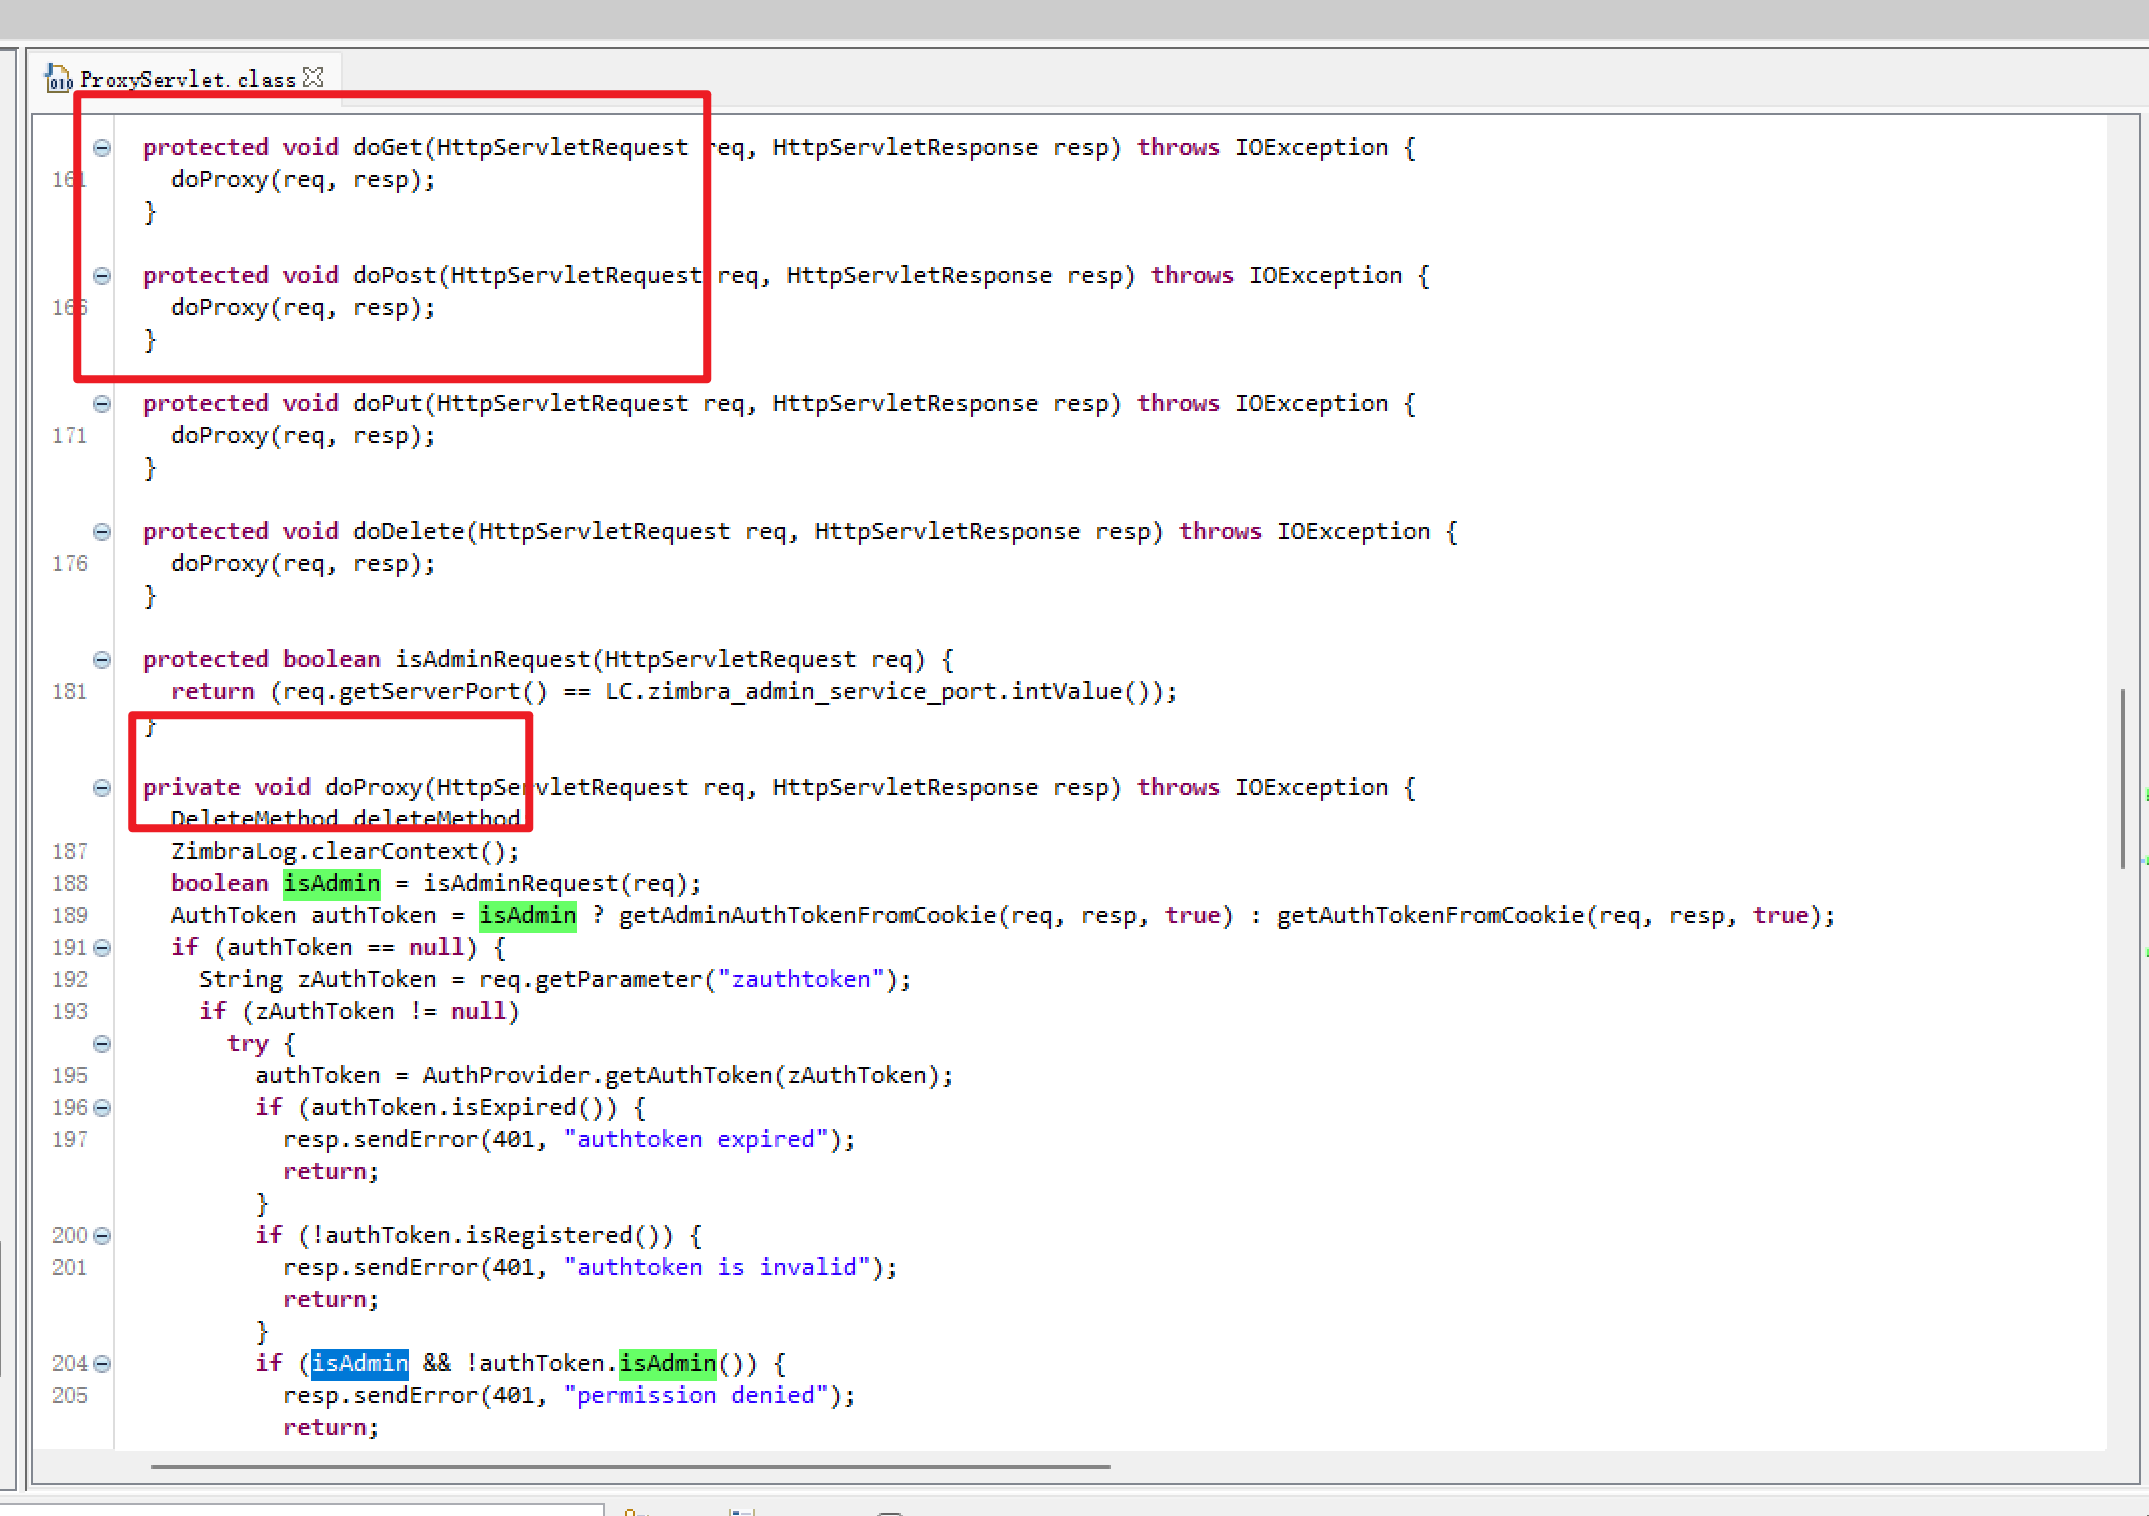 ProxyServlet.class
protected void doGet(HttpServletRequest req, HttpServletResponse resp) throws IOException {
161 doProxy(req, resp);
}
protected void doPost(HttpServletRequest req, HttpServletResponse resp) throws IOException {
166 doProxy(req, resp);
}
protected void doPut(HttpServletRequest req, HttpServletResponse resp) throws IOException {
171 doProxy(req, resp);
}
protected void doDelete(HttpServletRequest req, HttpServletResponse resp) throws IOException {
176 doProxy(req, resp);
}
protected boolean isAdminRequest(HttpServletRequest req) {
181 return (req.getServerPort() == LC.zimbra_admin_service_port.intValue());
}
private void doProxy(HttpServletRequest req, HttpServletResponse resp) throws IOException {
DeleteMethod deleteMethod
187 ZimbraLog.clearContext();
188 boolean isAdmin = isAdminRequest(req);
189 AuthToken authToken = isAdmin ? getAdminAuthTokenFromCookie(req, resp, true) : getAuthTokenFromCookie(req, resp, true);
191 if (authToken == null) {
192 String zAuthToken = req.getParameter("zauthtoken");
193 if (zAuthToken != null)
try {
195 authToken = AuthProvider.getAuthToken(zAuthToken);
196 if (authToken.isExpired()) {
197 resp.sendError(401, "authtoken expired");
return;
}
200 if (!authToken.isRegistered()) {
201 resp.sendError(401, "authtoken is invalid");
return;
}
204 if (isAdmin && !authToken.isAdmin()) {
205 resp.sendError(401, "permission denied");
return;